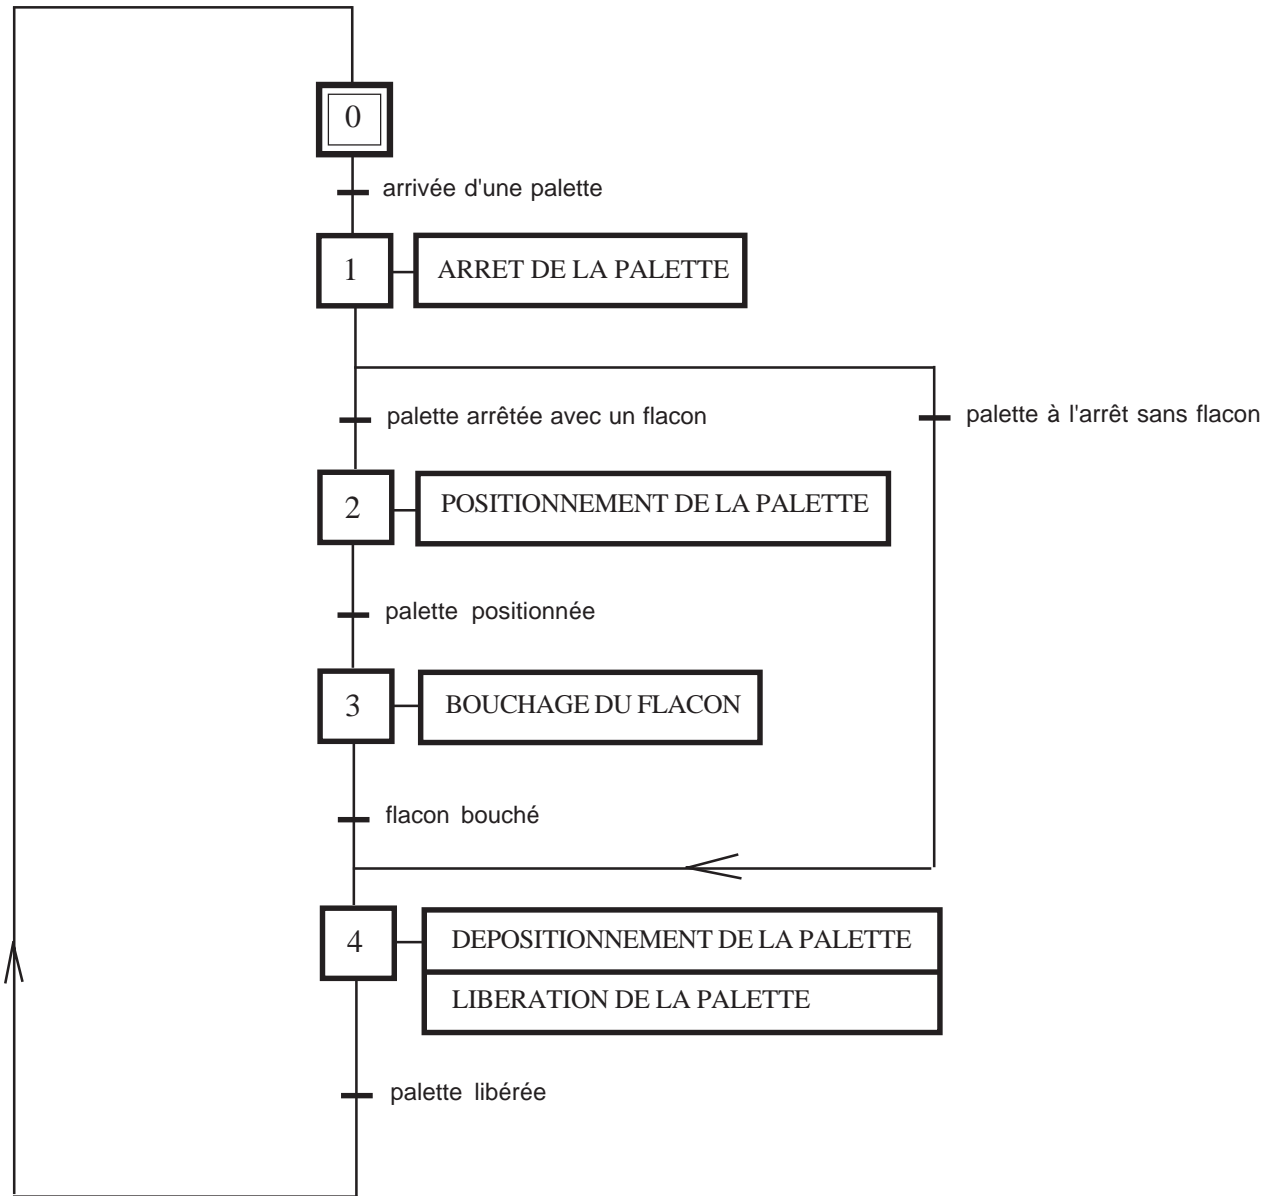 0
arrivée d'une palette
1
ARRET DE LA PALETTE
palette arrêtée avec un flacon
palette à l'arrêt sans flacon
2
POSITIONNEMENT DE LA PALETTE
palette positionnée
3
BOUCHAGE DU FLACON
flacon bouché
4
DEPOSITIONNEMENT DE LA PALETTE
LIBERATION DE LA PALETTE
palette libérée